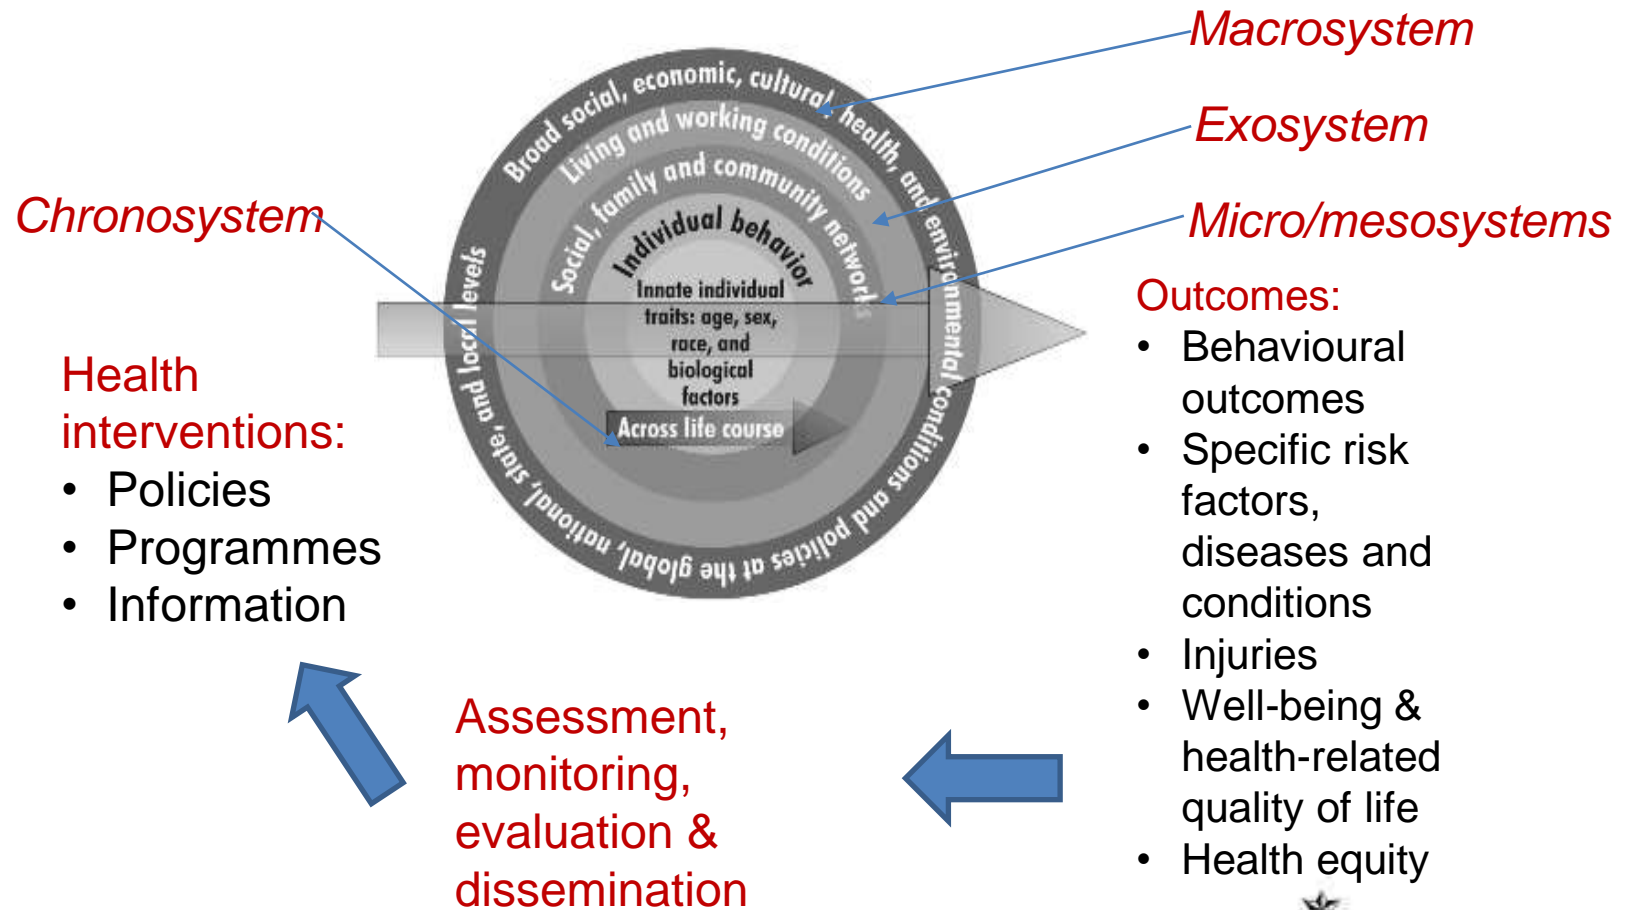 Macrosystem
Exosystem
Micro/mesosystems
Chronosystem
Broad social, economic, cultural, health, and environmental conditions and policies at the global, national, state, and local levels
Living and working conditions
Social, family and community networks
Individual behavior
Innate individual
traits: age, sex,
race, and
biological
factors
Across life course
Health
interventions:
• Policies
• Programmes
• Information
Outcomes:
• Behavioural
outcomes
• Specific risk
factors,
diseases and
conditions
• Injuries
• Well-being &
health-related
quality of life
• Health equity
Assessment,
monitoring,
evaluation &
dissemination